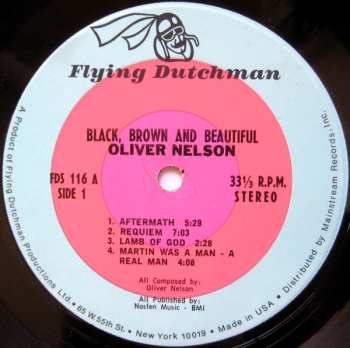 Flying Dutchman
BLACK, BROWN AND BEAUTIFUL
OLIVER NELSON
FDS 116 A
SIDE 1
33⅓ R.P.M.
STEREO
1. AFTERMATH 5:29
2. REQUIEM 7:03
3. LAMB OF GOD 2:28
4. MARTIN WAS A MAN - A
REAL MAN 4:08
All Composed by:
Oliver Nelson
All Published by:
Noslen Music - BMI
A Product of Flying Dutchman Productions Ltd • 65 W. 55th St. • New York 10019 • Made in USA • Distributed by Mainstream Records, Inc.